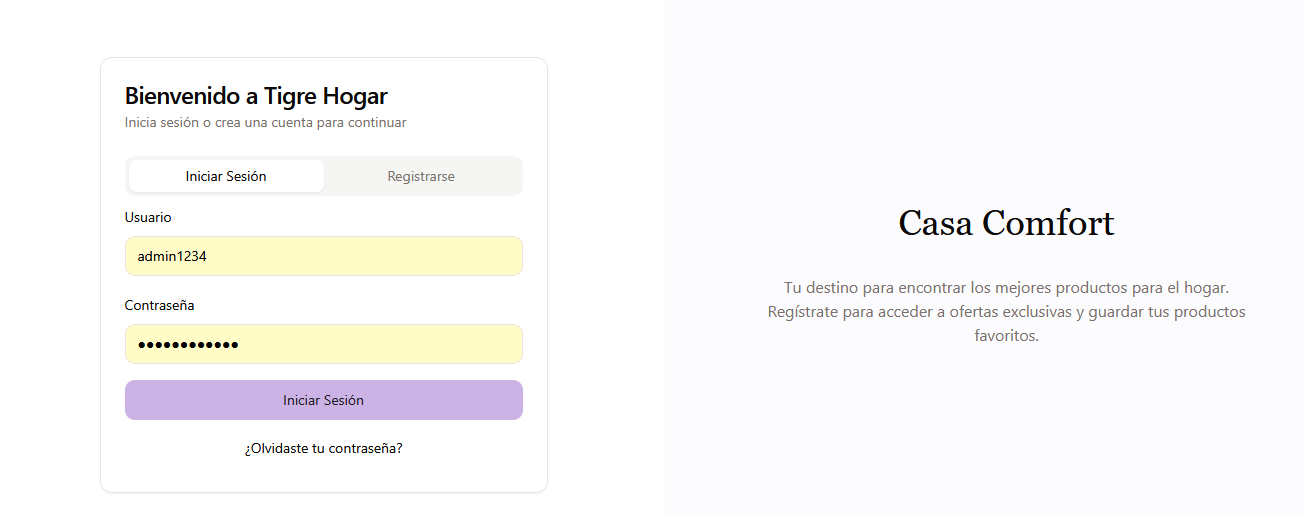 Bienvenido a Tigre Hogar
Inicia sesión o crea una cuenta para continuar
Iniciar Sesión
Registrarse
Usuario
admin1234
Contraseña
●●●●●●●●●●●●
Iniciar Sesión
¿Olvidaste tu contraseña?
Casa Comfort
Tu destino para encontrar los mejores productos para el hogar.
Regístrate para acceder a ofertas exclusivas y guardar tus productos
favoritos.